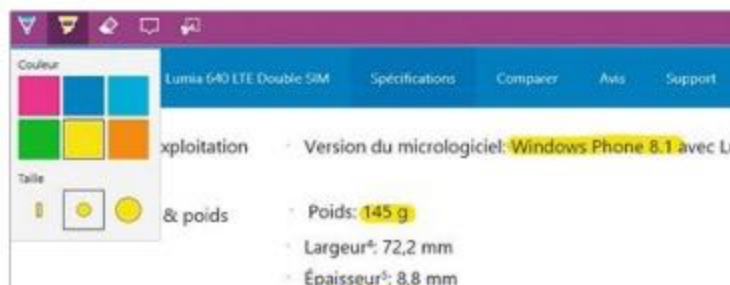 Couleur
Lumia 640 LTE Double SIM Spécifications Comparer Avis Support
xploitation Version du micrologiciel: Windows Phone 8.1 avec L
Taille
& poids Poids: 145 g
Largeur⁴: 72,2 mm
Épaisseur⁵: 8,8 mm